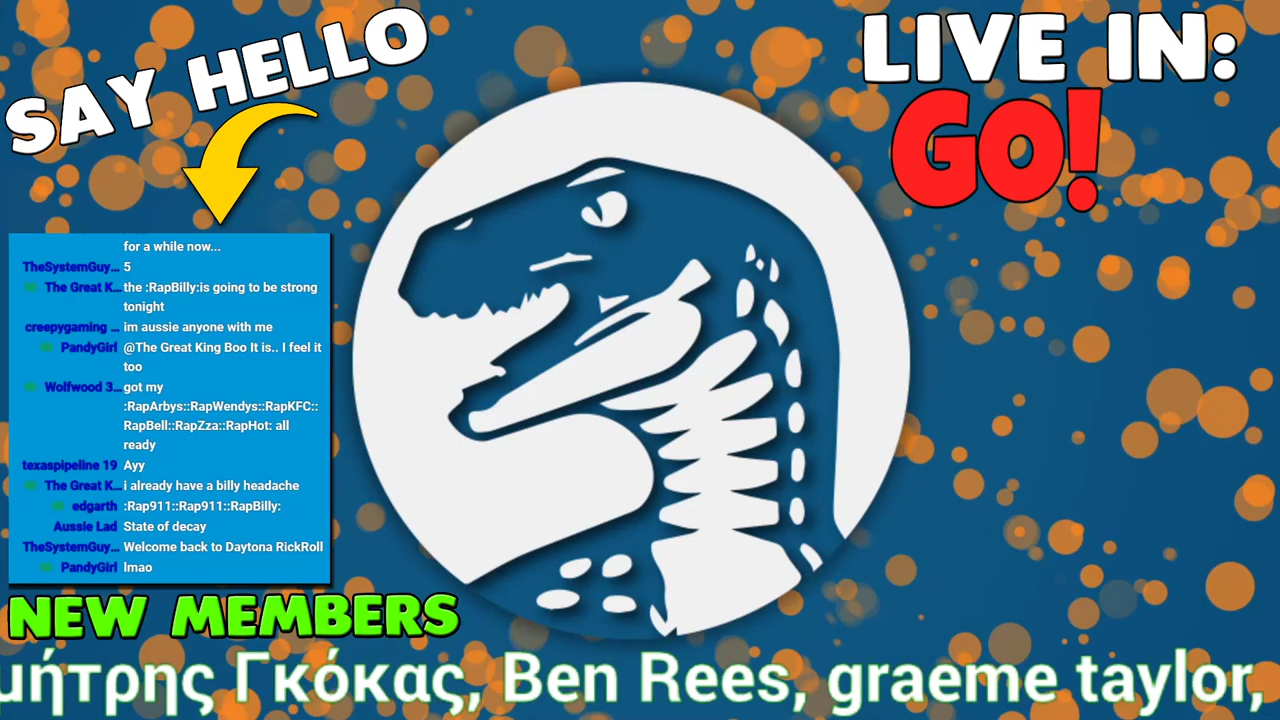 SAY HELLO
LIVE IN:
GO!
for a while now...
TheSystemGuy... 5
The Great K... the :RapBilly:is going to be strong
tonight
creepygaming ... im aussie anyone with me
PandyGirl @The Great King Boo It is.. I feel it
too
Wolfwood 3... got my
:RapArbys::RapWendys::RapKFC::
RapBell::RapZza::RapHot: all
ready
texaspipeline 19 Ayy
The Great K... i already have a billy headache
edgarth :Rap911::Rap911::RapBilly:
Aussie Lad State of decay
TheSystemGuy... Welcome back to Daytona RickRoll
PandyGirl lmao
NEW MEMBERS
μήτρης Γκόκας, Ben Rees, graeme taylor,